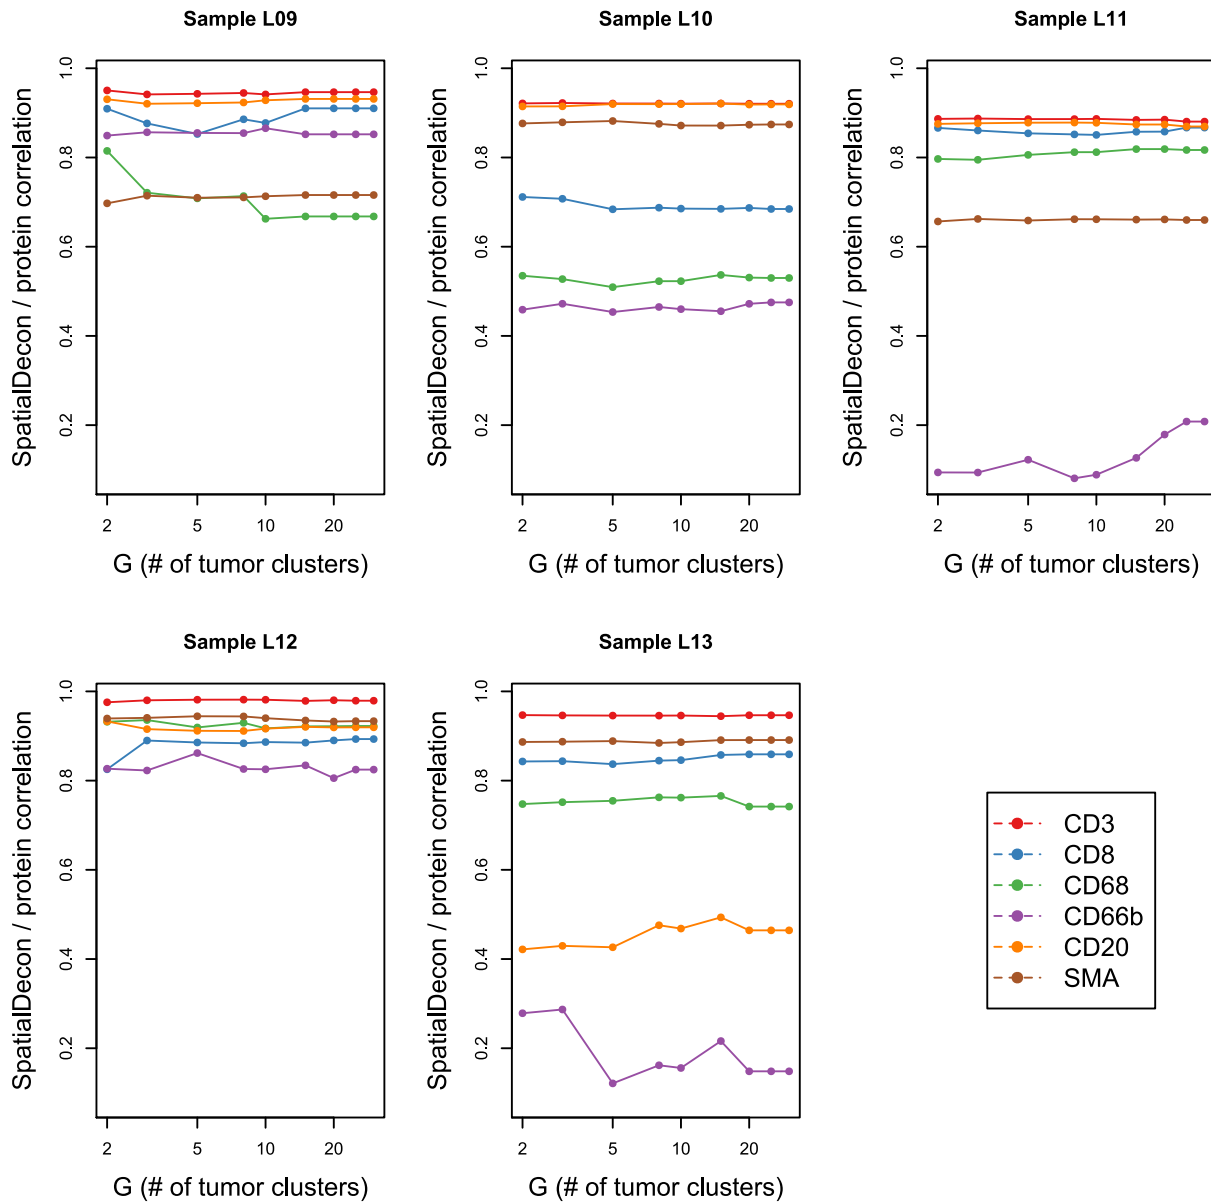 Sample L09
SpatialDecon / protein correlation
1.0
0.8
0.6
0.4
0.2
2 5 10 20
G (# of tumor clusters)
Sample L10
SpatialDecon / protein correlation
1.0
0.8
0.6
0.4
0.2
2 5 10 20
G (# of tumor clusters)
Sample L11
SpatialDecon / protein correlation
1.0
0.8
0.6
0.4
0.2
2 5 10 20
G (# of tumor clusters)
Sample L12
SpatialDecon / protein correlation
1.0
0.8
0.6
0.4
0.2
2 5 10 20
G (# of tumor clusters)
Sample L13
SpatialDecon / protein correlation
1.0
0.8
0.6
0.4
0.2
2 5 10 20
G (# of tumor clusters)
CD3
CD8
CD68
CD66b
CD20
SMA